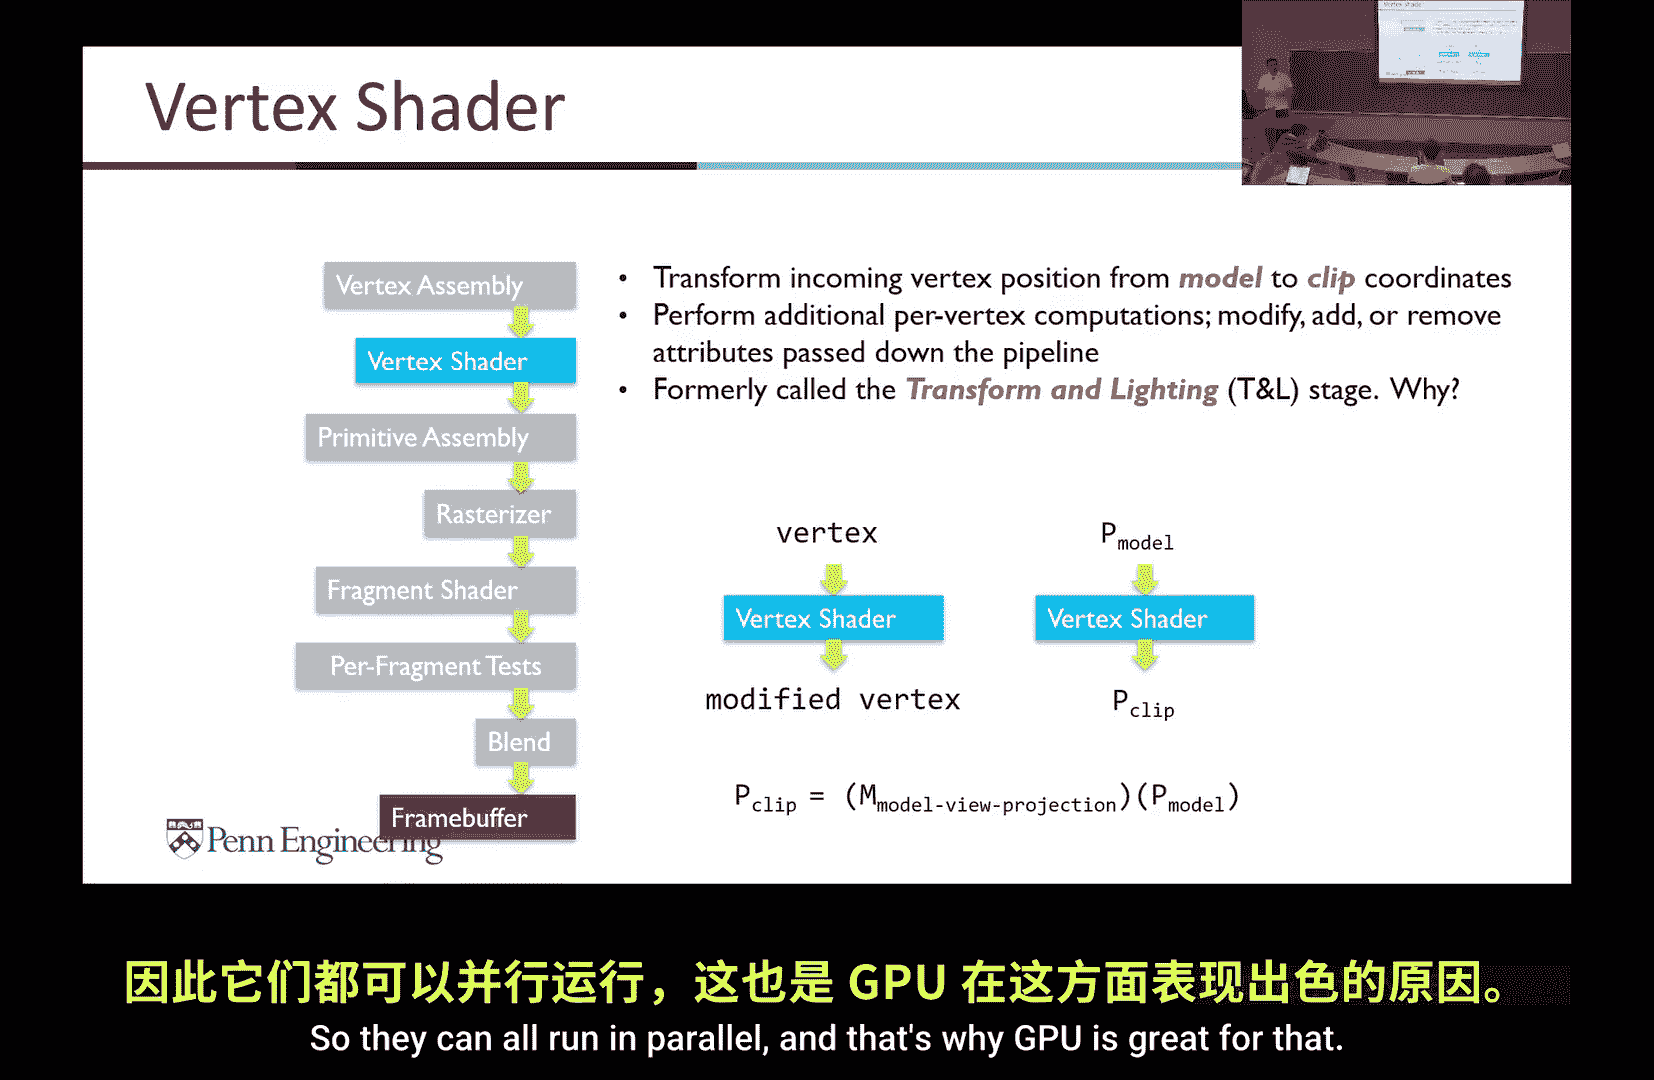 Vertex Shader
Vertex Assembly
Vertex Shader
Primitive Assembly
Rasterizer
Fragment Shader
Per-Fragment Tests
Blend
Framebuffer
Penn Engineering
• Transform incoming vertex position from model to clip coordinates
• Perform additional per-vertex computations; modify, add, or remove
attributes passed down the pipeline
• Formerly called the Transform and Lighting (T&L) stage. Why?
vertex
Vertex Shader
modified vertex
Pmodel
Vertex Shader
Pclip
Pclip = (Mmodel-view-projection)(Pmodel)
因此它们都可以并行运行，这也是 GPU 在这方面表现出色的原因。
So they can all run in parallel, and that's why GPU is great for that.